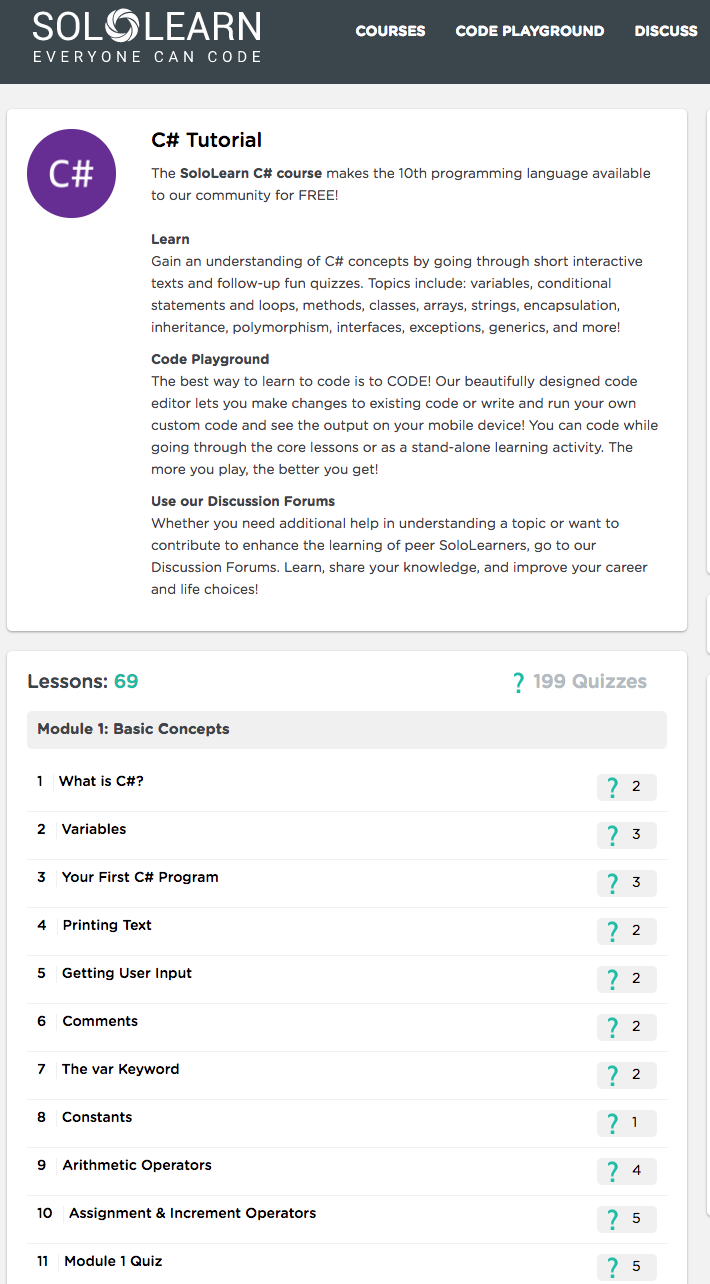 SOLOLEARN
EVERYONE CAN CODE
COURSES CODE PLAYGROUND DISCUSS
C#
C# Tutorial
The SoloLearn C# course makes the 10th programming language available
to our community for FREE!
Learn
Gain an understanding of C# concepts by going through short interactive
texts and follow-up fun quizzes. Topics include: variables, conditional
statements and loops, methods, classes, arrays, strings, encapsulation,
inheritance, polymorphism, interfaces, exceptions, generics, and more!
Code Playground
The best way to learn to code is to CODE! Our beautifully designed code
editor lets you make changes to existing code or write and run your own
custom code and see the output on your mobile device! You can code while
going through the core lessons or as a stand-alone learning activity. The
more you play, the better you get!
Use our Discussion Forums
Whether you need additional help in understanding a topic or want to
contribute to enhance the learning of peer SoloLearners, go to our
Discussion Forums. Learn, share your knowledge, and improve your career
and life choices!
Lessons: 69 ? 199 Quizzes
Module 1: Basic Concepts
1 What is C#? ? 2
2 Variables ? 3
3 Your First C# Program ? 3
4 Printing Text ? 2
5 Getting User Input ? 2
6 Comments ? 2
7 The var Keyword ? 2
8 Constants ? 1
9 Arithmetic Operators ? 4
10 Assignment & Increment Operators ? 5
11 Module 1 Quiz ? 5